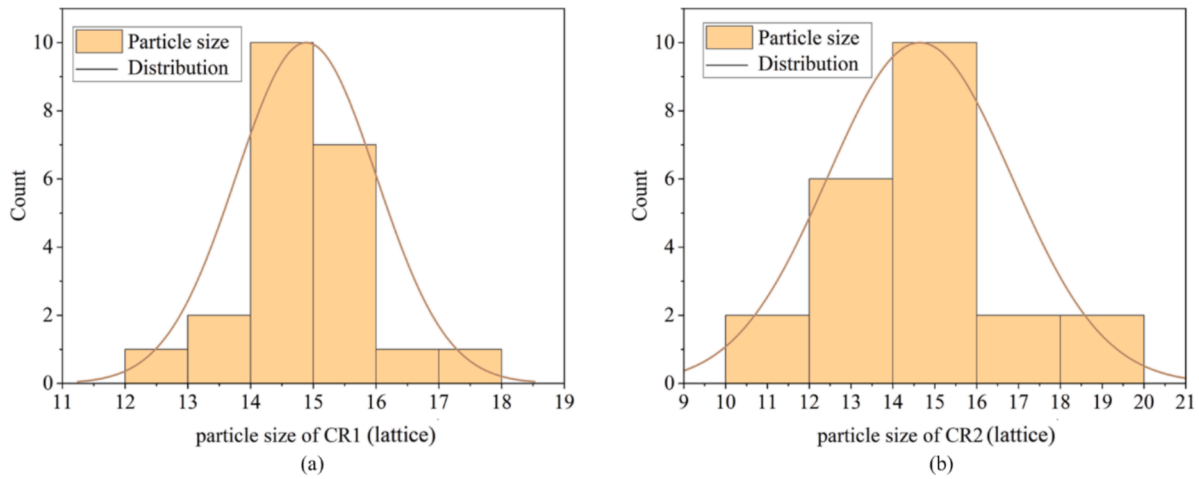 Particle size
Distribution
Count
10
8
6
4
2
0
11 12 13 14 15 16 17 18 19
particle size of CR1 (lattice)
(a)
Particle size
Distribution
Count
10
8
6
4
2
0
9 10 11 12 13 14 15 16 17 18 19 20 21
particle size of CR2 (lattice)
(b)